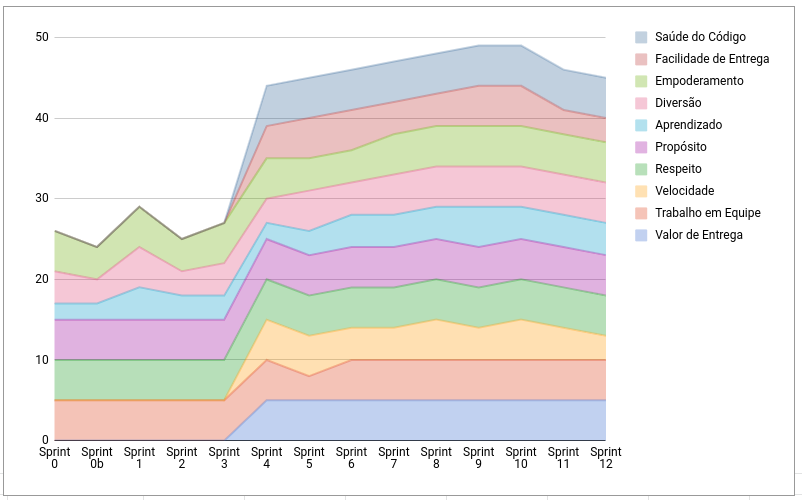 50
40
30
20
10
0
Sprint 0
Sprint 0b
Sprint 1
Sprint 2
Sprint 3
Sprint 4
Sprint 5
Sprint 6
Sprint 7
Sprint 8
Sprint 9
Sprint 10
Sprint 11
Sprint 12
Saúde do Código
Facilidade de Entrega
Empoderamento
Diversão
Aprendizado
Propósito
Respeito
Velocidade
Trabalho em Equipe
Valor de Entrega